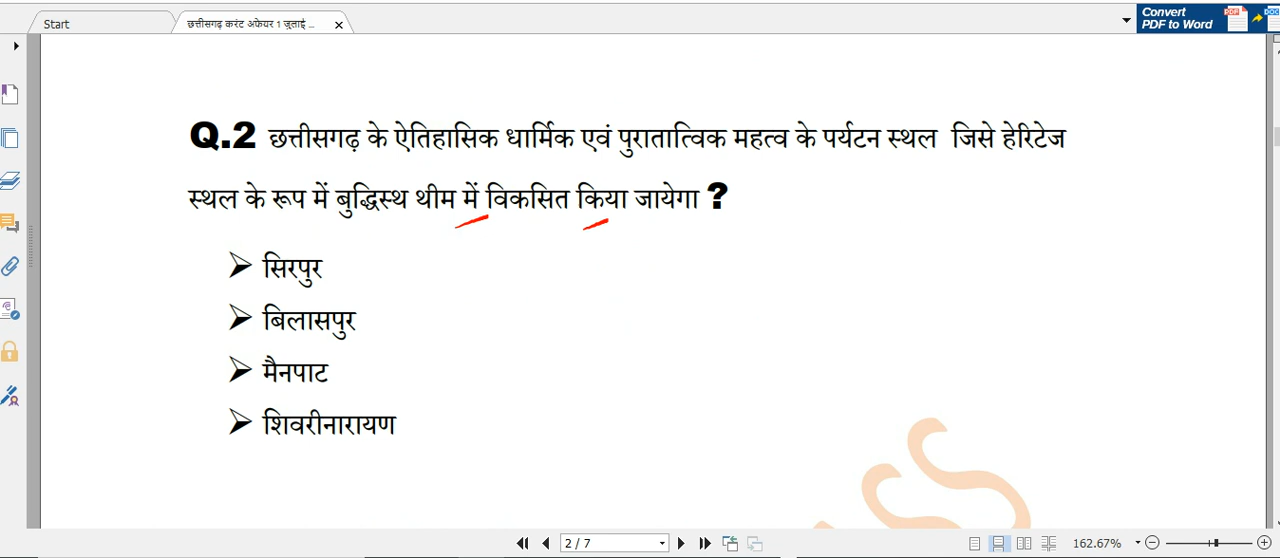 Start
छत्तीसगढ़ करंट अफेयर 1 जुलाई ...
Convert
PDF to Word
Q.2 छत्तीसगढ़ के ऐतिहासिक धार्मिक एवं पुरातात्विक महत्व के पर्यटन स्थल जिसे हेरिटेज
स्थल के रूप में बुद्धिस्थ थीम में विकसित किया जायेगा ?
सिरपुर
बिलासपुर
मैनपाट
शिवरीनारायण
2 / 7
162.67%